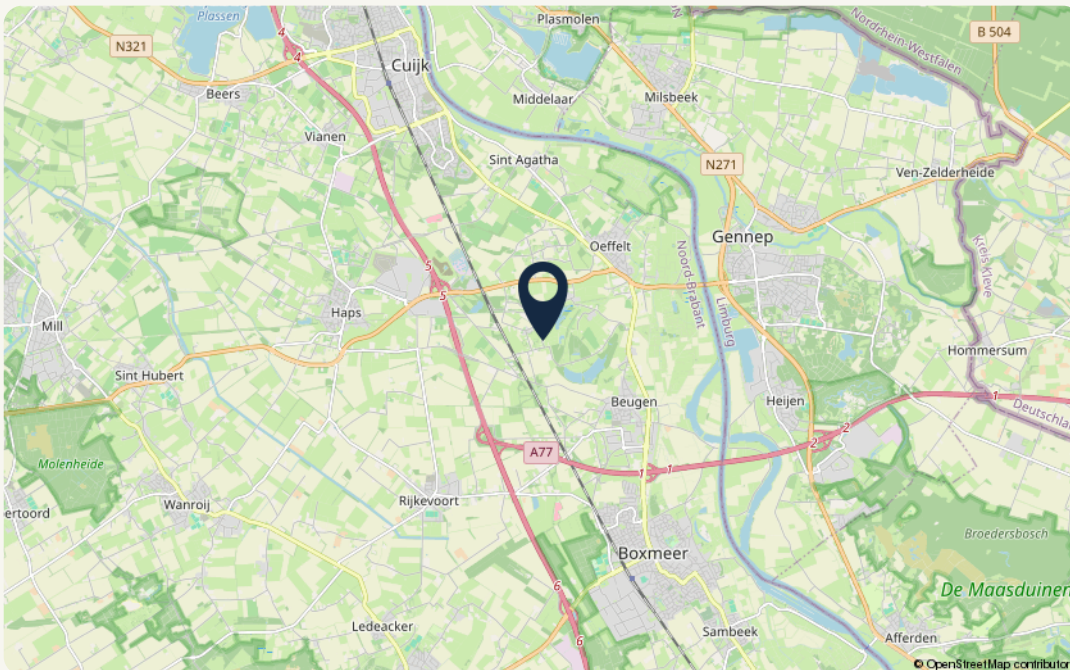 Plassen
Plasmolen
Nordrhein-Westfalen
B 504
4
N321
4
Cuijk
Beers
Middelaar
Milsbeek
Vianen
Sint Agatha
N271
Ven-Zelderheide
Oeffelt
Gennep
Noord-Brabant
Limburg
Kreis Kleve
5
5
Haps
Mill
Hommersum
Sint Hubert
Beugen
Heijen
1
Deutschla
2
2
A77
1
1
Molenheide
Rijkevoort
Wanroij
ertoord
Broedersbosch
Boxmeer
De Maasduinen
6
Ledeacker
Sambeek
Afferden
6
© OpenStreetMap contributor